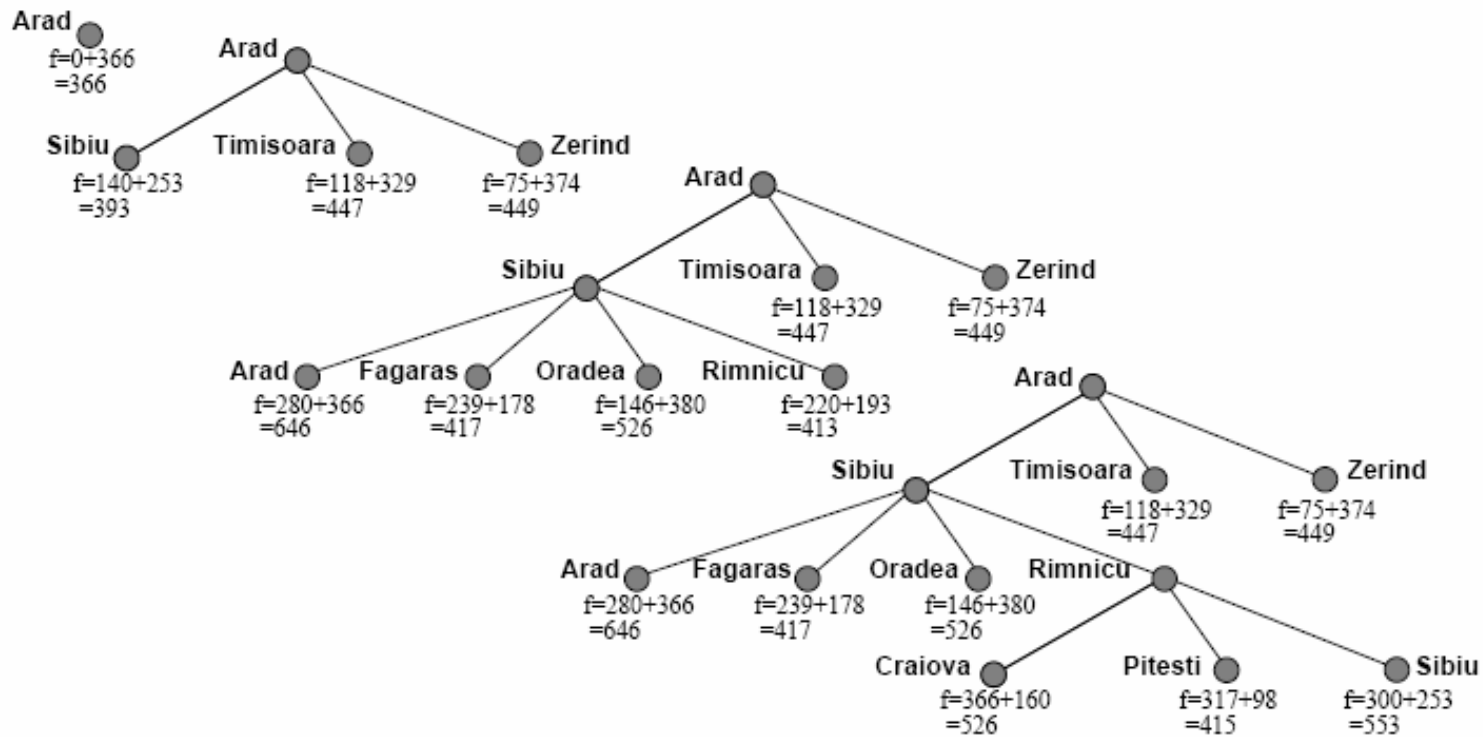 Arad
f=0+366
=366
Arad
Sibiu
f=140+253
=393
Timisoara
f=118+329
=447
Zerind
f=75+374
=449
Arad
Sibiu
Timisoara
f=118+329
=447
Zerind
f=75+374
=449
Arad
f=280+366
=646
Fagaras
f=239+178
=417
Oradea
f=146+380
=526
Rimnicu
f=220+193
=413
Arad
Sibiu
Timisoara
f=118+329
=447
Zerind
f=75+374
=449
Arad
f=280+366
=646
Fagaras
f=239+178
=417
Oradea
f=146+380
=526
Rimnicu
Craiova
f=366+160
=526
Pitesti
f=317+98
=415
Sibiu
f=300+253
=553